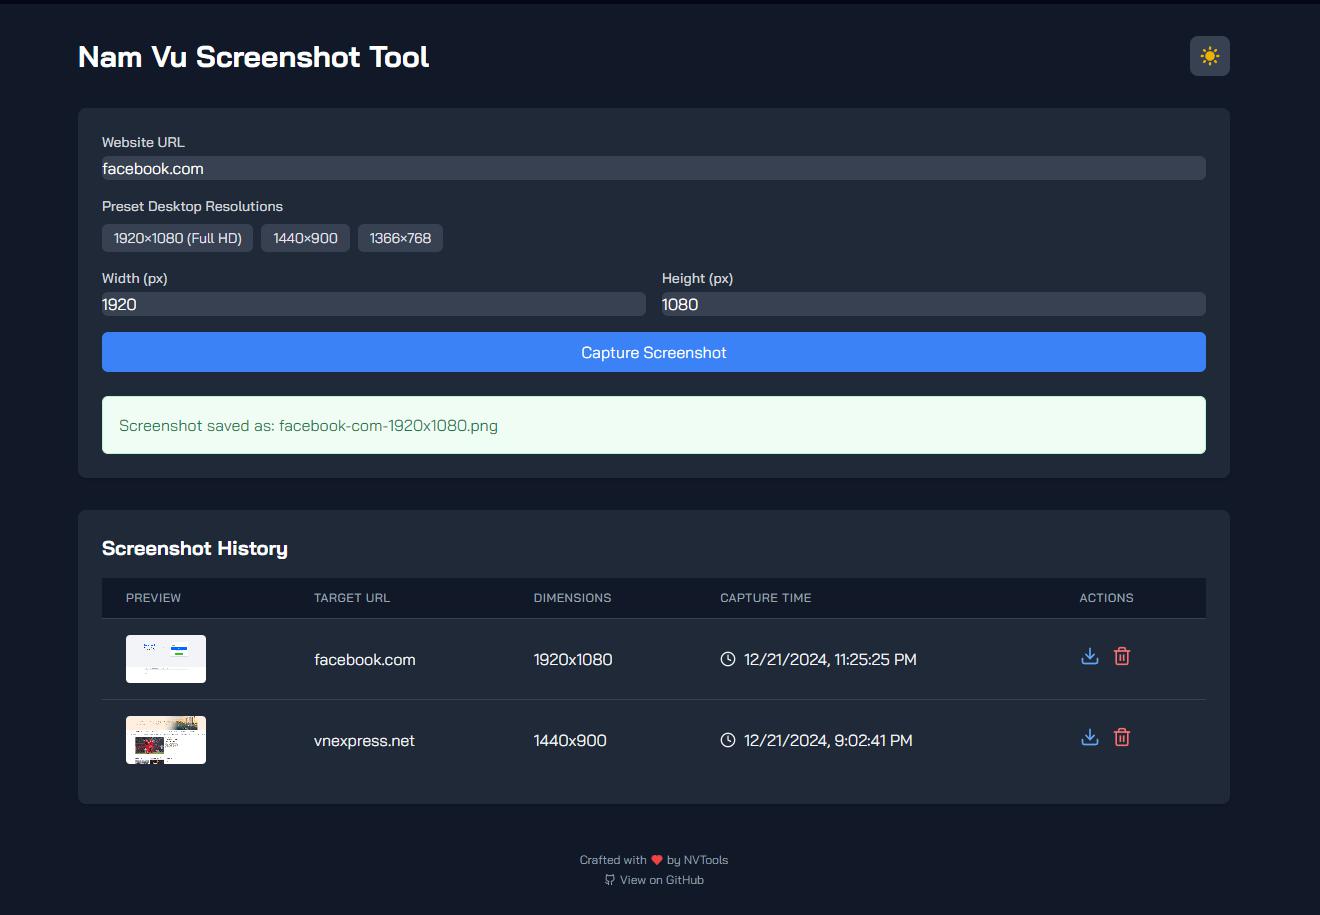 Nam Vu Screenshot Tool
Website URL
facebook.com
Preset Desktop Resolutions
1920×1080 (Full HD) 1440×900 1366×768
Width (px) Height (px)
1920 1080
Capture Screenshot
Screenshot saved as: facebook-com-1920x1080.png
Screenshot History
PREVIEW TARGET URL DIMENSIONS CAPTURE TIME ACTIONS
facebook.com 1920x1080 12/21/2024, 11:25:25 PM
vnexpress.net 1440x900 12/21/2024, 9:02:41 PM
Crafted with ❤ by NVTools
View on GitHub